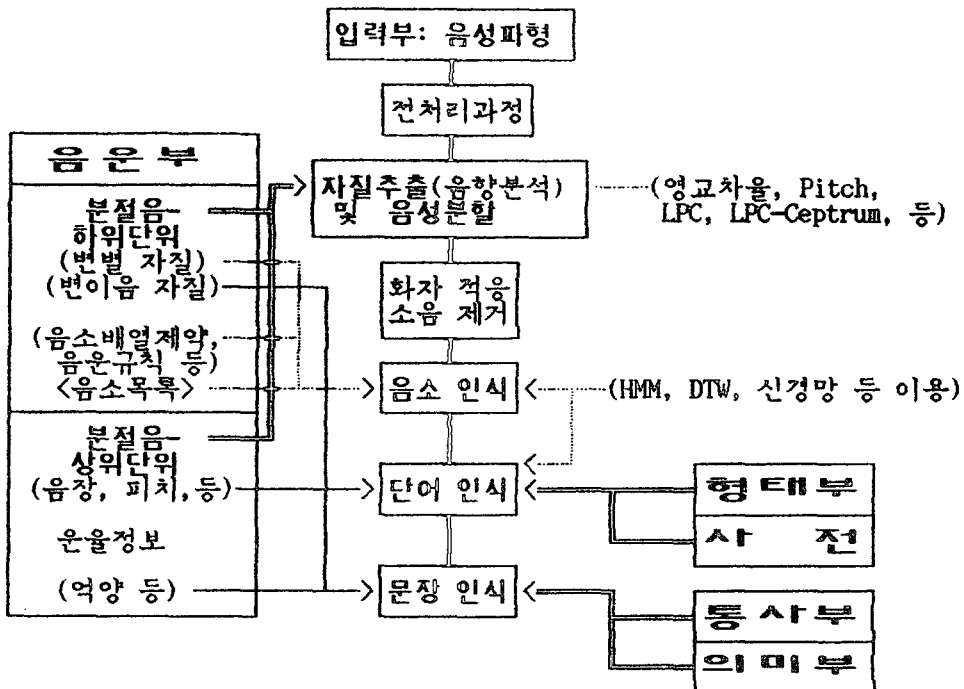 입력부: 음성파형
전처리과정
자질추출(음향분석)
및 음성분할
(영교차율, Pitch,
LPC, LPC-Ceptrum, 등)
화자 적응
소음 제거
음소 인식
(HMM, DTW, 신경망 등 이용)
단어 인식
문장 인식
음운부
분절음-
하위단위
(변별 자질)
(변이음 자질)
(음소배열제약,
음운규칙 등)
<음소목록>
분절음-
상위단위
(음장, 피치,등)
운율정보
(억양 등)
형태부
사 전
통사부
의미부